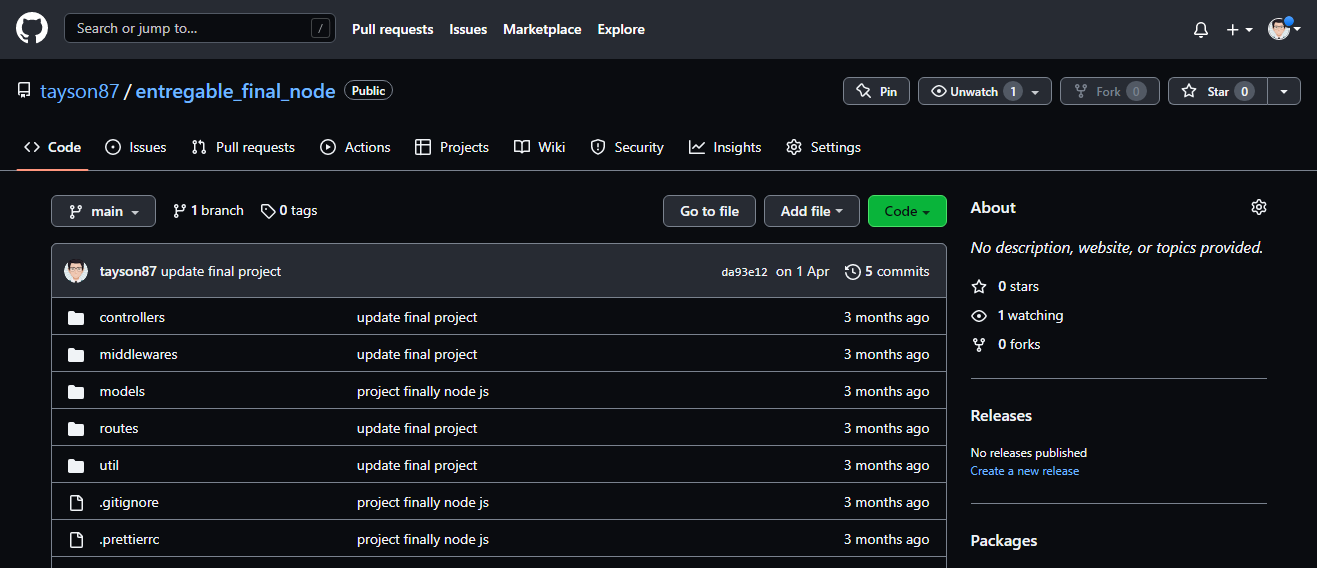 Search or jump to... /
Pull requests Issues Marketplace Explore
tayson87 / entregable_final_node Public
Pin Unwatch 1 Fork 0 Star 0
Code Issues Pull requests Actions Projects Wiki Security Insights Settings
main 1 branch 0 tags Go to file Add file Code
tayson87 update final project da93e12 on 1 Apr 5 commits
controllers update final project 3 months ago
middlewares update final project 3 months ago
models project finally node js 3 months ago
routes update final project 3 months ago
util update final project 3 months ago
.gitignore project finally node js 3 months ago
.prettierrc project finally node js 3 months ago
About
No description, website, or topics provided.
0 stars
1 watching
0 forks
Releases
No releases published
Create a new release
Packages